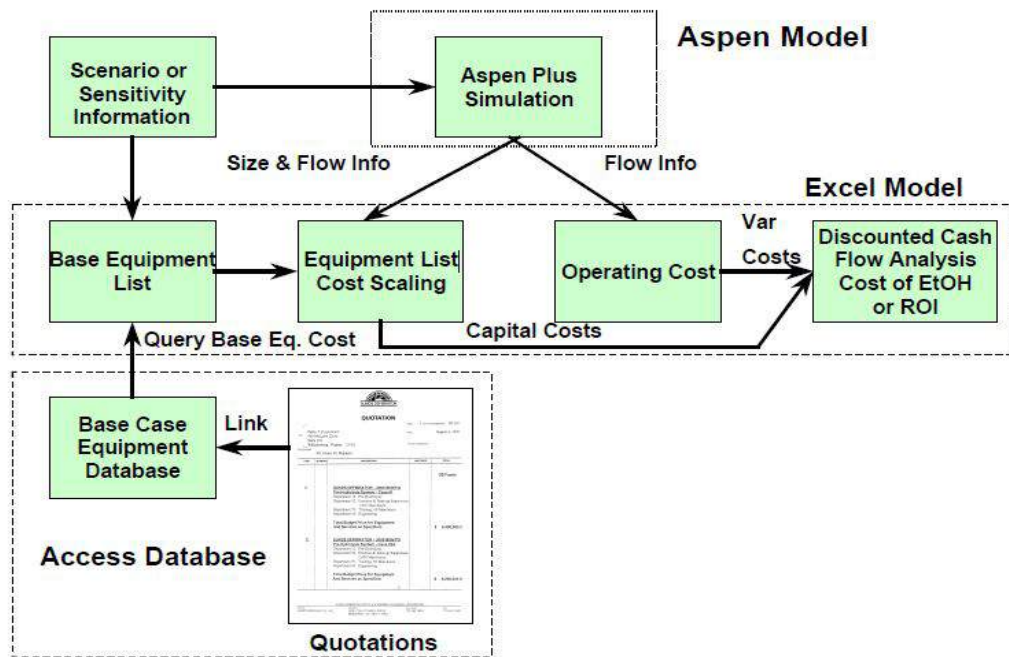 Aspen Model
Scenario or
Sensitivity
Information
Aspen Plus
Simulation
Size & Flow Info
Flow Info
Excel Model
Base Equipment
List
Equipment List
Cost Scaling
Operating Cost
Var
Costs
Discounted Cash
Flow Analysis
Cost of EtOH
or ROI
Query Base Eq. Cost
Capital Costs
Base Case
Equipment
Database
Link
QUOTATION
Access Database
Quotations